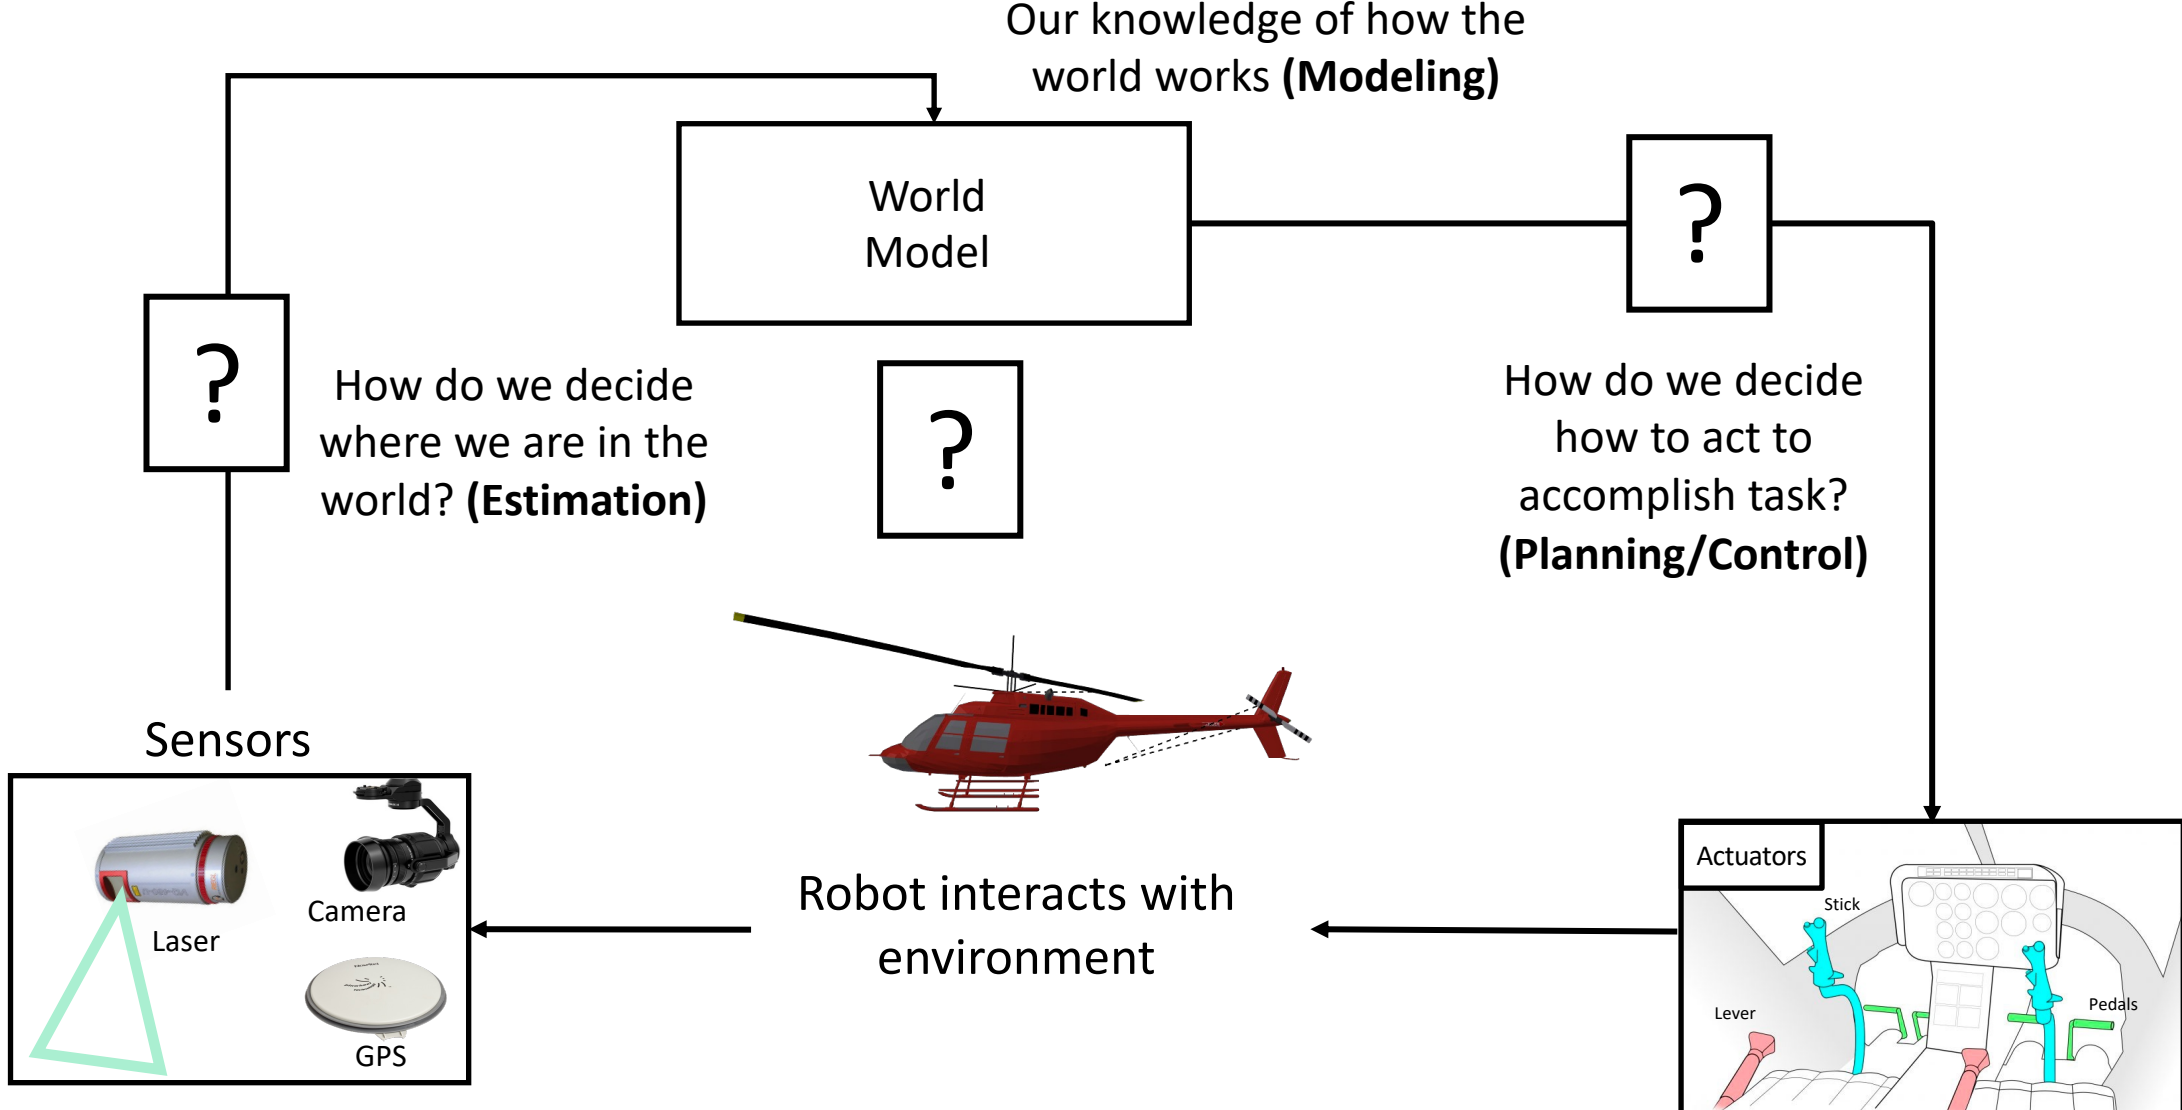 Our knowledge of how the
world works (Modeling)
World
Model
?
?
?
How do we decide
where we are in the
world? (Estimation)
How do we decide
how to act to
accomplish task?
(Planning/Control)
Sensors
Laser
Camera
GPS
Robot interacts with
environment
Actuators
Stick
Lever
Pedals